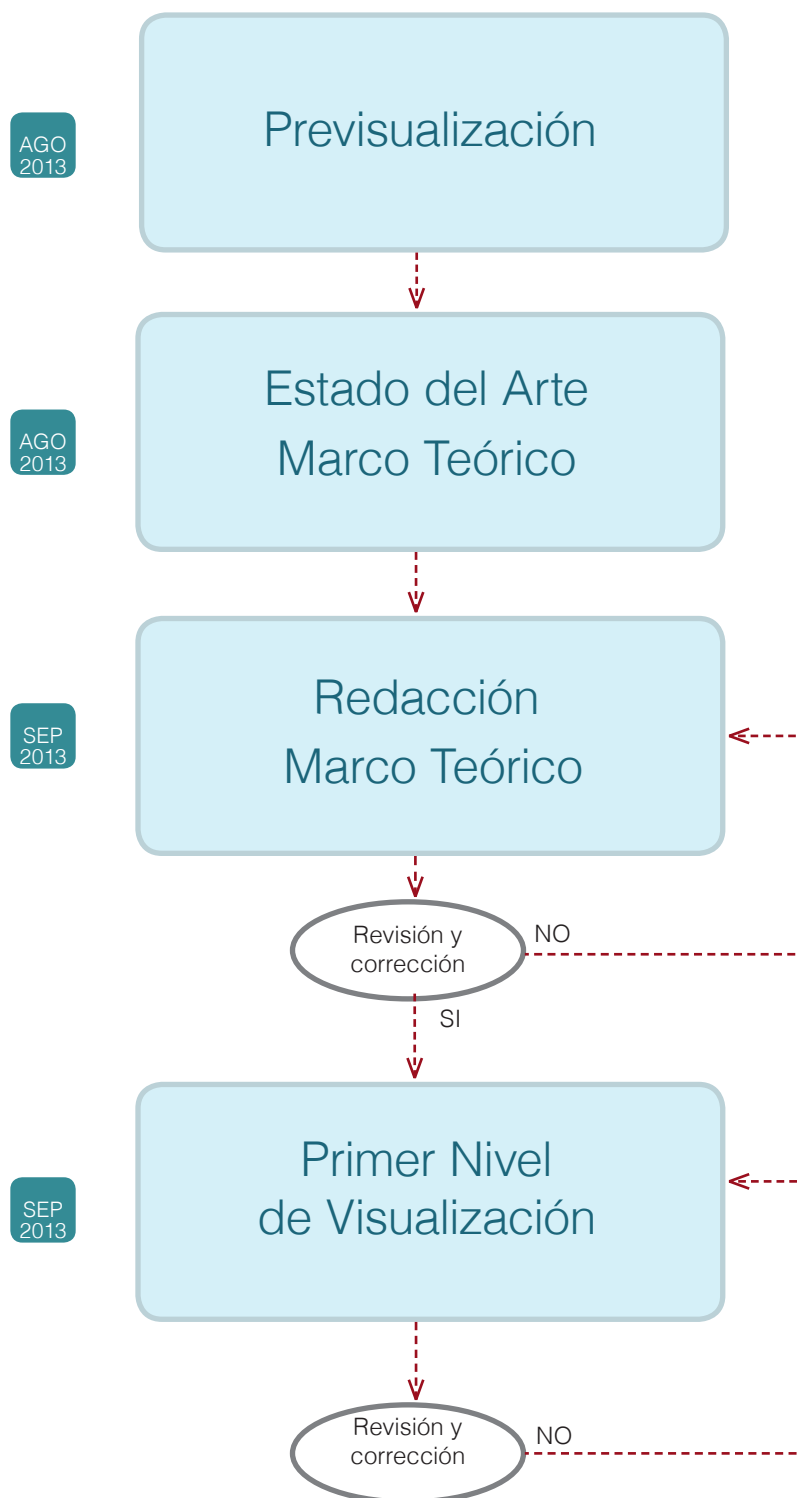 AGO
2013
Previsualización
AGO
2013
Estado del Arte
Marco Teórico
SEP
2013
Redacción
Marco Teórico
Revisión y
corrección
NO
SI
SEP
2013
Primer Nivel
de Visualización
Revisión y
corrección
NO